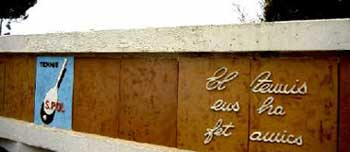 TENNIS
S.POL
El tennis
ens ha
fet amics